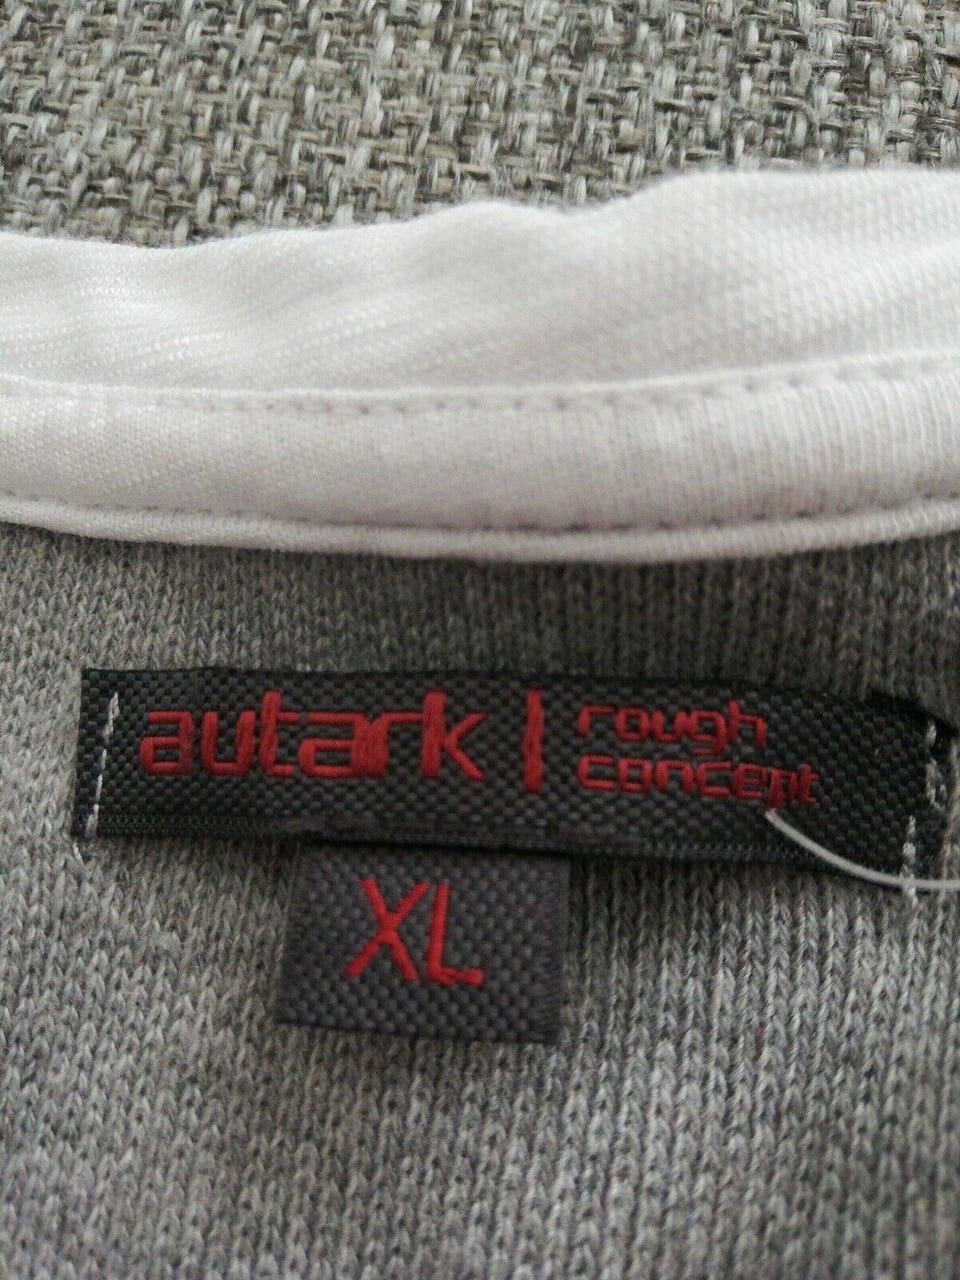 autark | rough
concept
XL